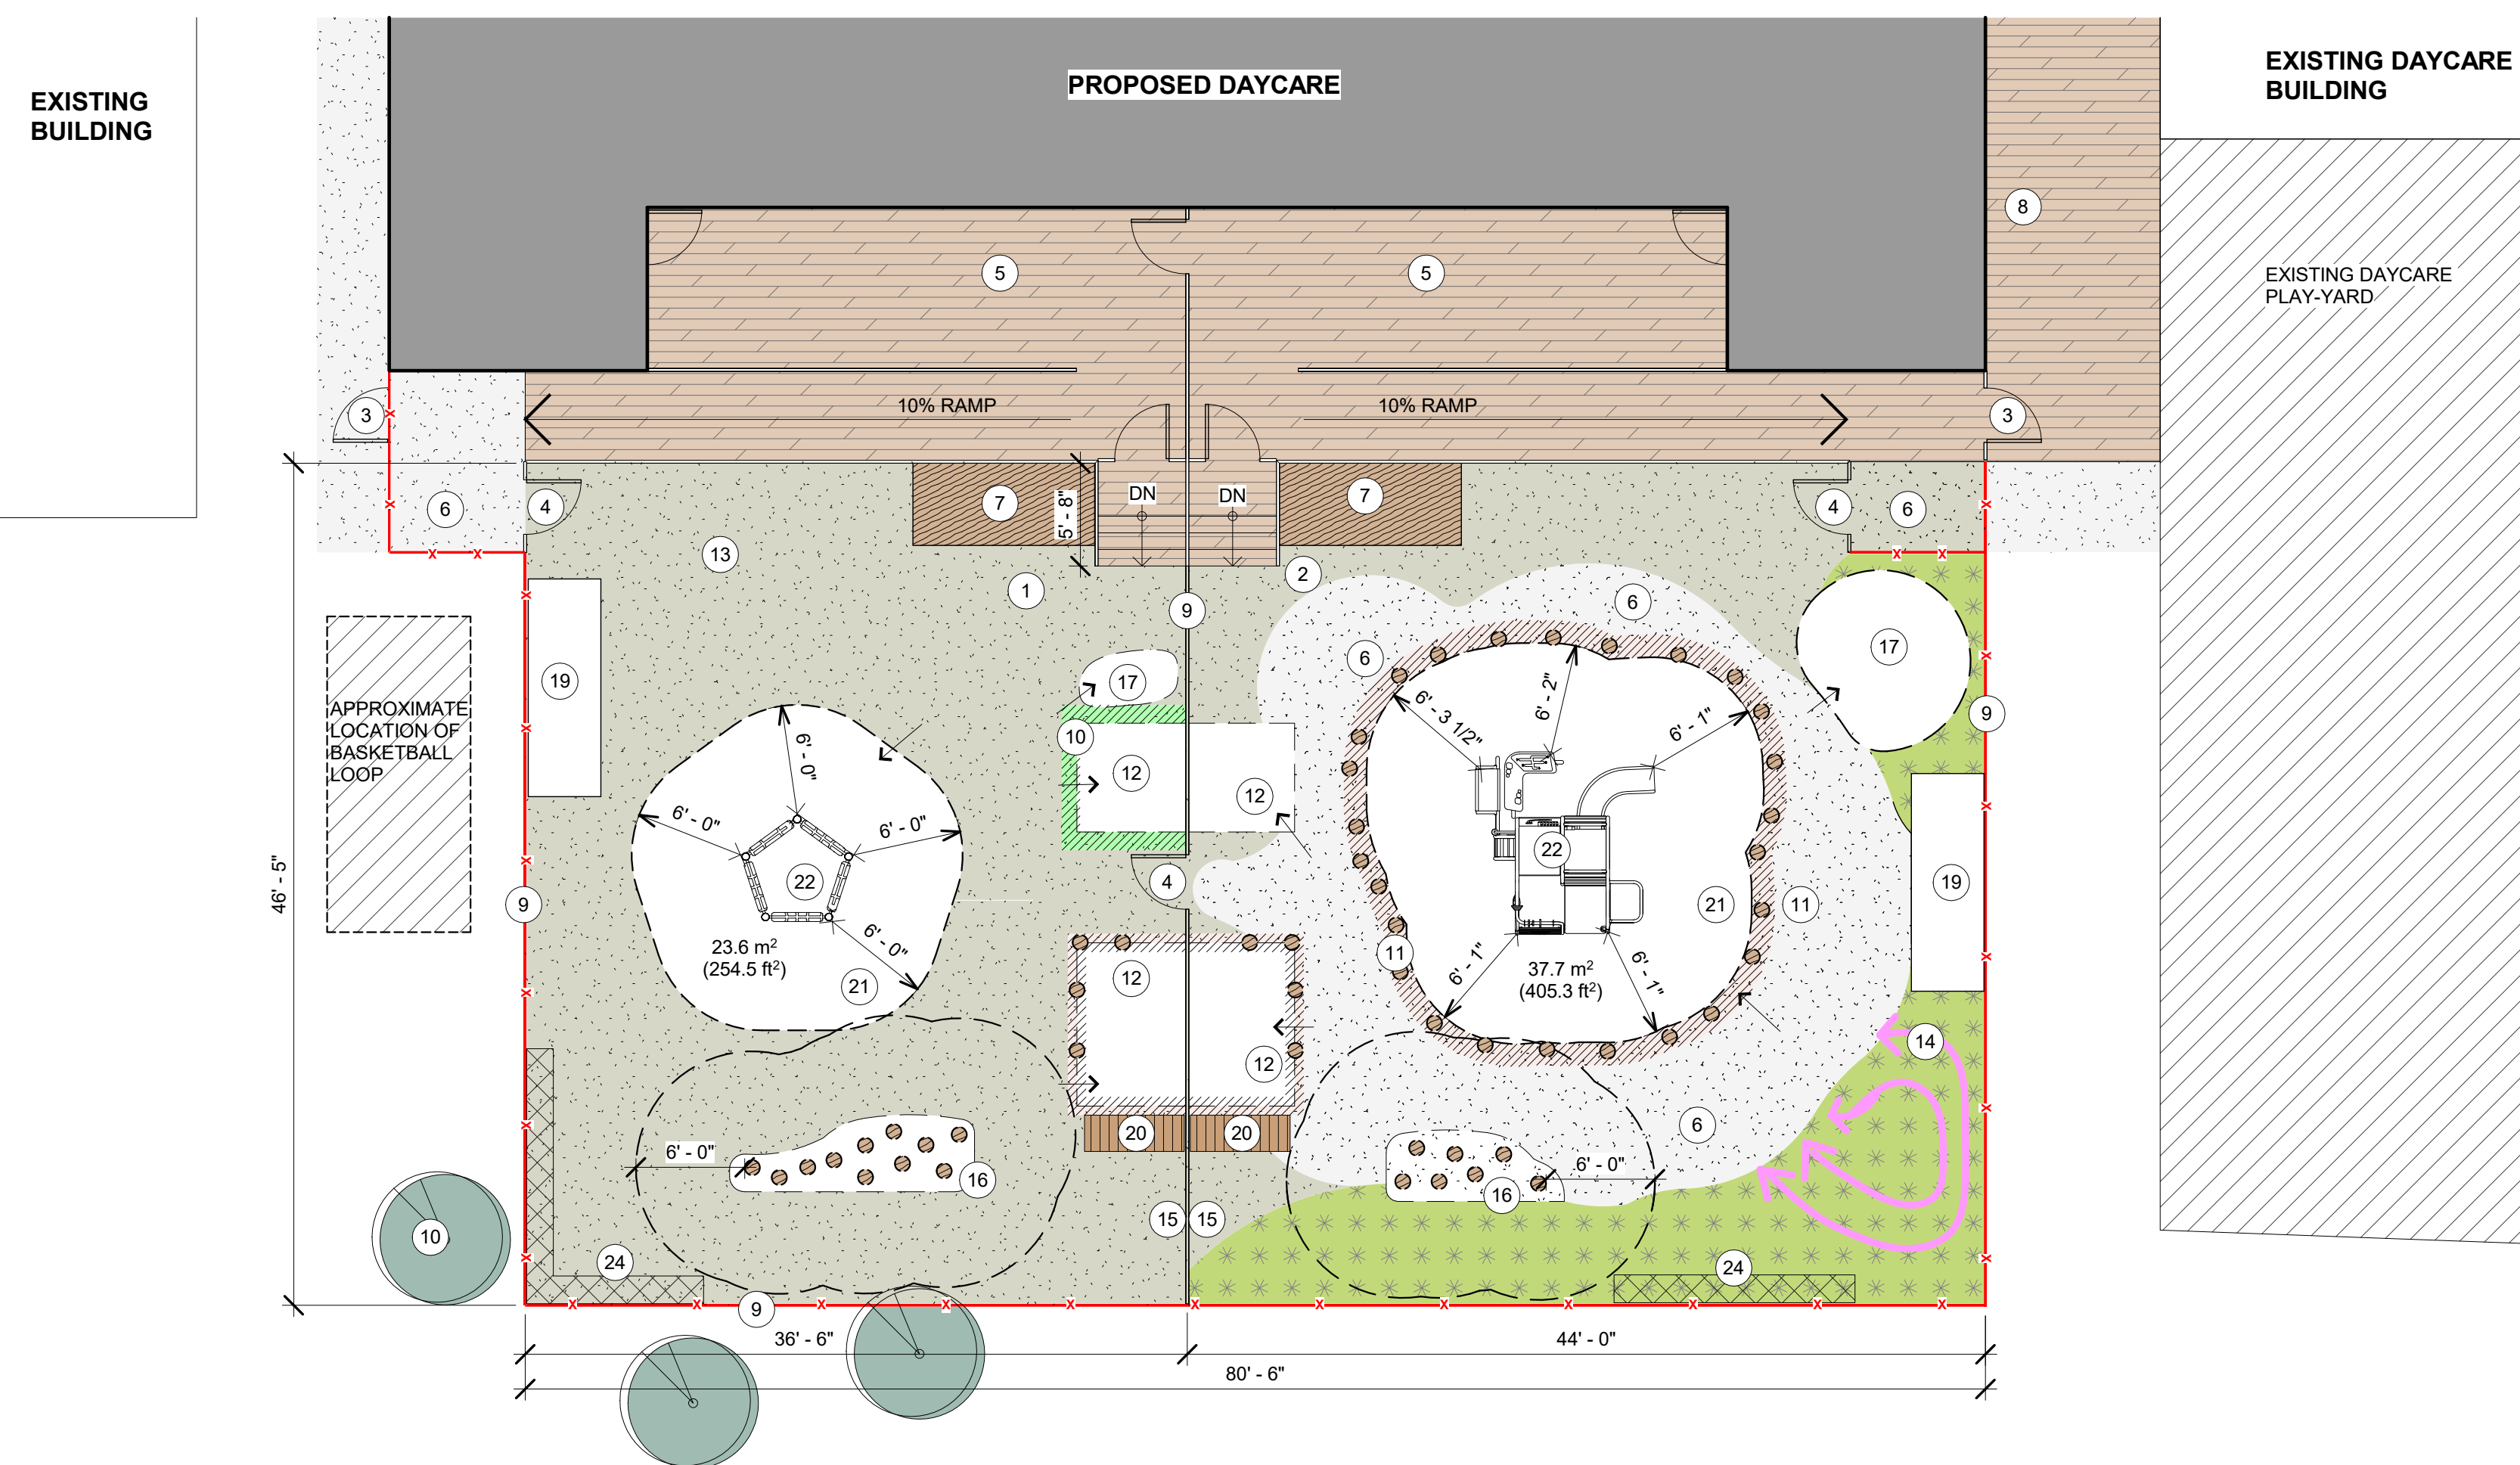 EXISTING
BUILDING
PROPOSED DAYCARE
EXISTING DAYCARE
BUILDING
8
5
5
EXISTING DAYCARE
PLAY-YARD
10% RAMP
10% RAMP
3
3
6
4
7
5' - 8"
DN
DN
7
4
6
13
1
9
2
6
6
17
19
17
9
APPROXIMATE
LOCATION OF
BASKETBALL
LOOP
10
12
12
6' - 0"
6' - 0"
6' - 0"
6' - 0"
22
23.6 m²
(254.5 ft²)
21
6' - 3 1/2"
6' - 2"
6' - 1"
22
4
21
11
19
46' - 5"
9
12
11
6' - 1"
37.7 m²
(405.3 ft²)
6' - 1"
14
12
20
20
6
6' - 0"
16
6' - 0"
16
15
15
10
24
24
9
36' - 6"
44' - 0"
80' - 6"